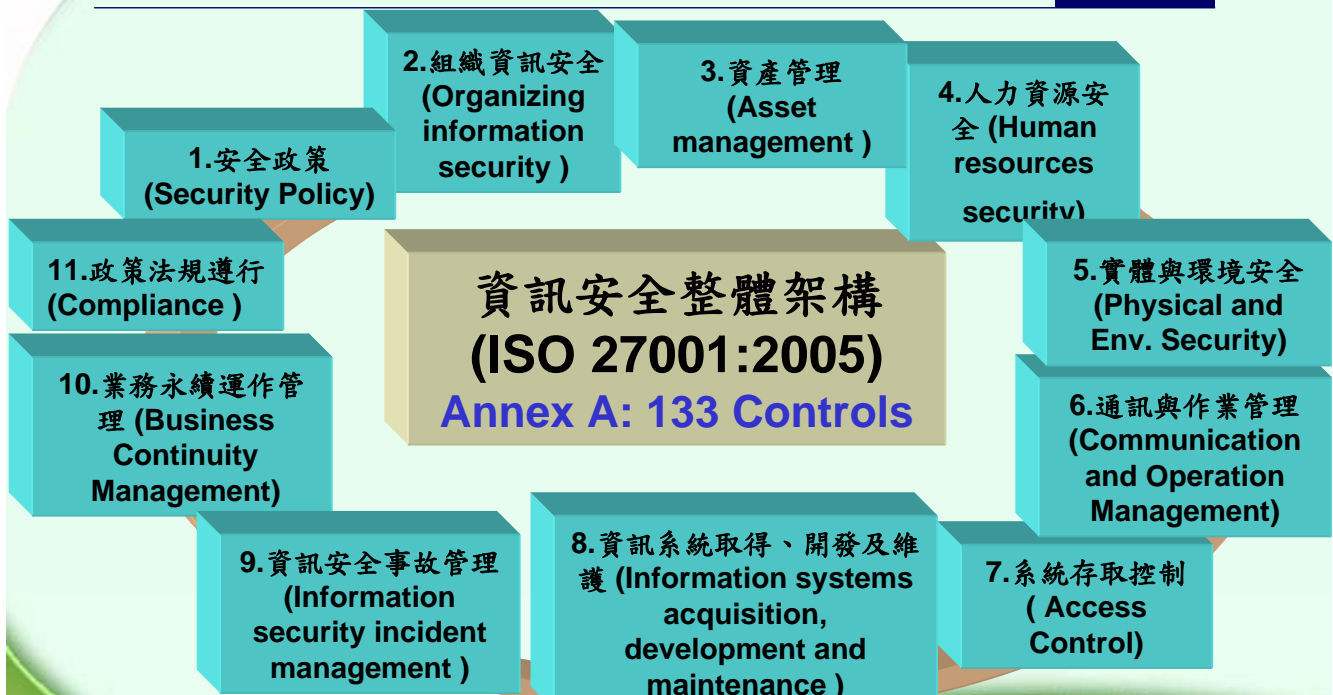 1.安全政策
(Security Policy)
2.組織資訊安全
(Organizing
information
security )
3.資產管理
(Asset
management )
4.人力資源安
全 (Human
resources
security)
5.實體與環境安全
(Physical and
Env. Security)
6.通訊與作業管理
(Communication
and Operation
Management)
7.系統存取控制
( Access
Control)
8.資訊系統取得、開發及維
護 (Information systems
acquisition,
development and
maintenance )
9.資訊安全事故管理
(Information
security incident
management )
10.業務永續運作管
理 (Business
Continuity
Management)
11.政策法規遵行
(Compliance )
資訊安全整體架構
(ISO 27001:2005)
Annex A: 133 Controls